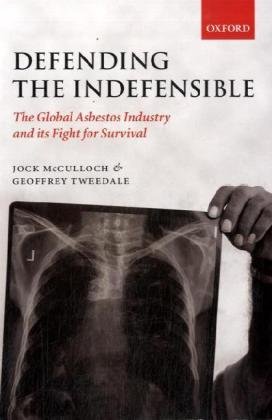 OXFORD
DEFENDING
THE INDEFENSIBLE
The Global Asbestos Industry
and its Fight for Survival
JOCK McCULLOCH &
GEOFFREY TWEEDALE
L